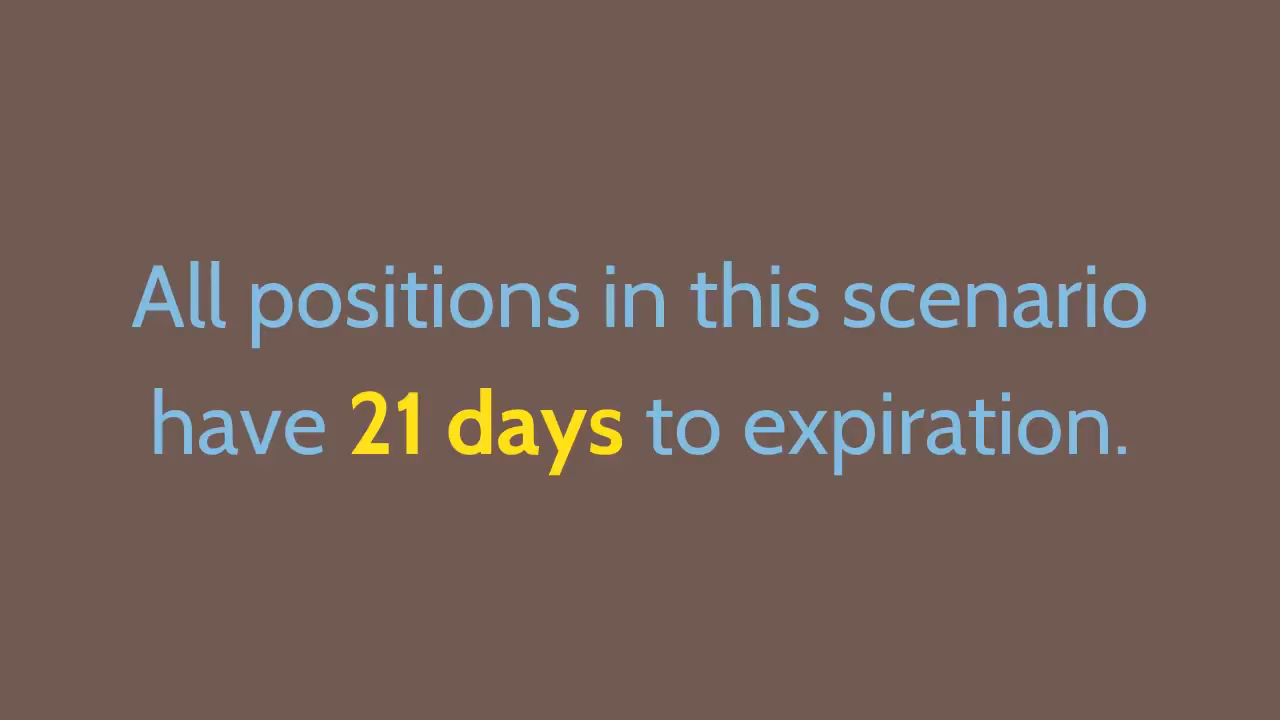 All positions in this scenario
have 21 days to expiration.